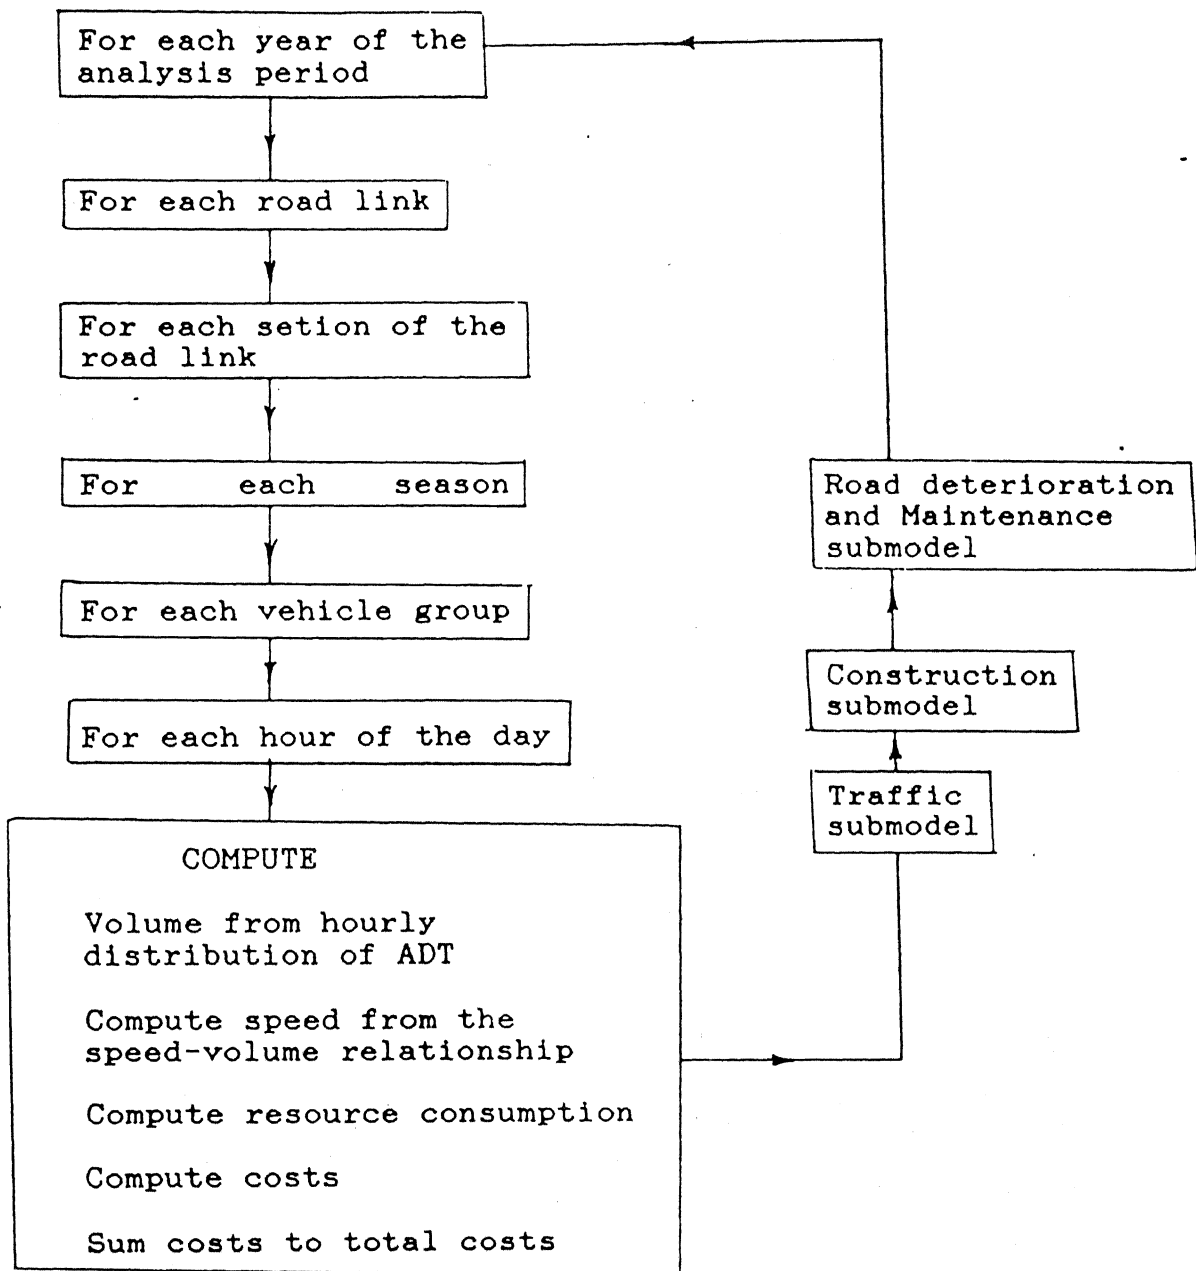 For each year of the
analysis period
For each road link
For each setion of the
road link
For each season
For each vehicle group
For each hour of the day
COMPUTE
Volume from hourly
distribution of ADT
Compute speed from the
speed-volume relationship
Compute resource consumption
Compute costs
Sum costs to total costs
Road deterioration
and Maintenance
submodel
Construction
submodel
Traffic
submodel